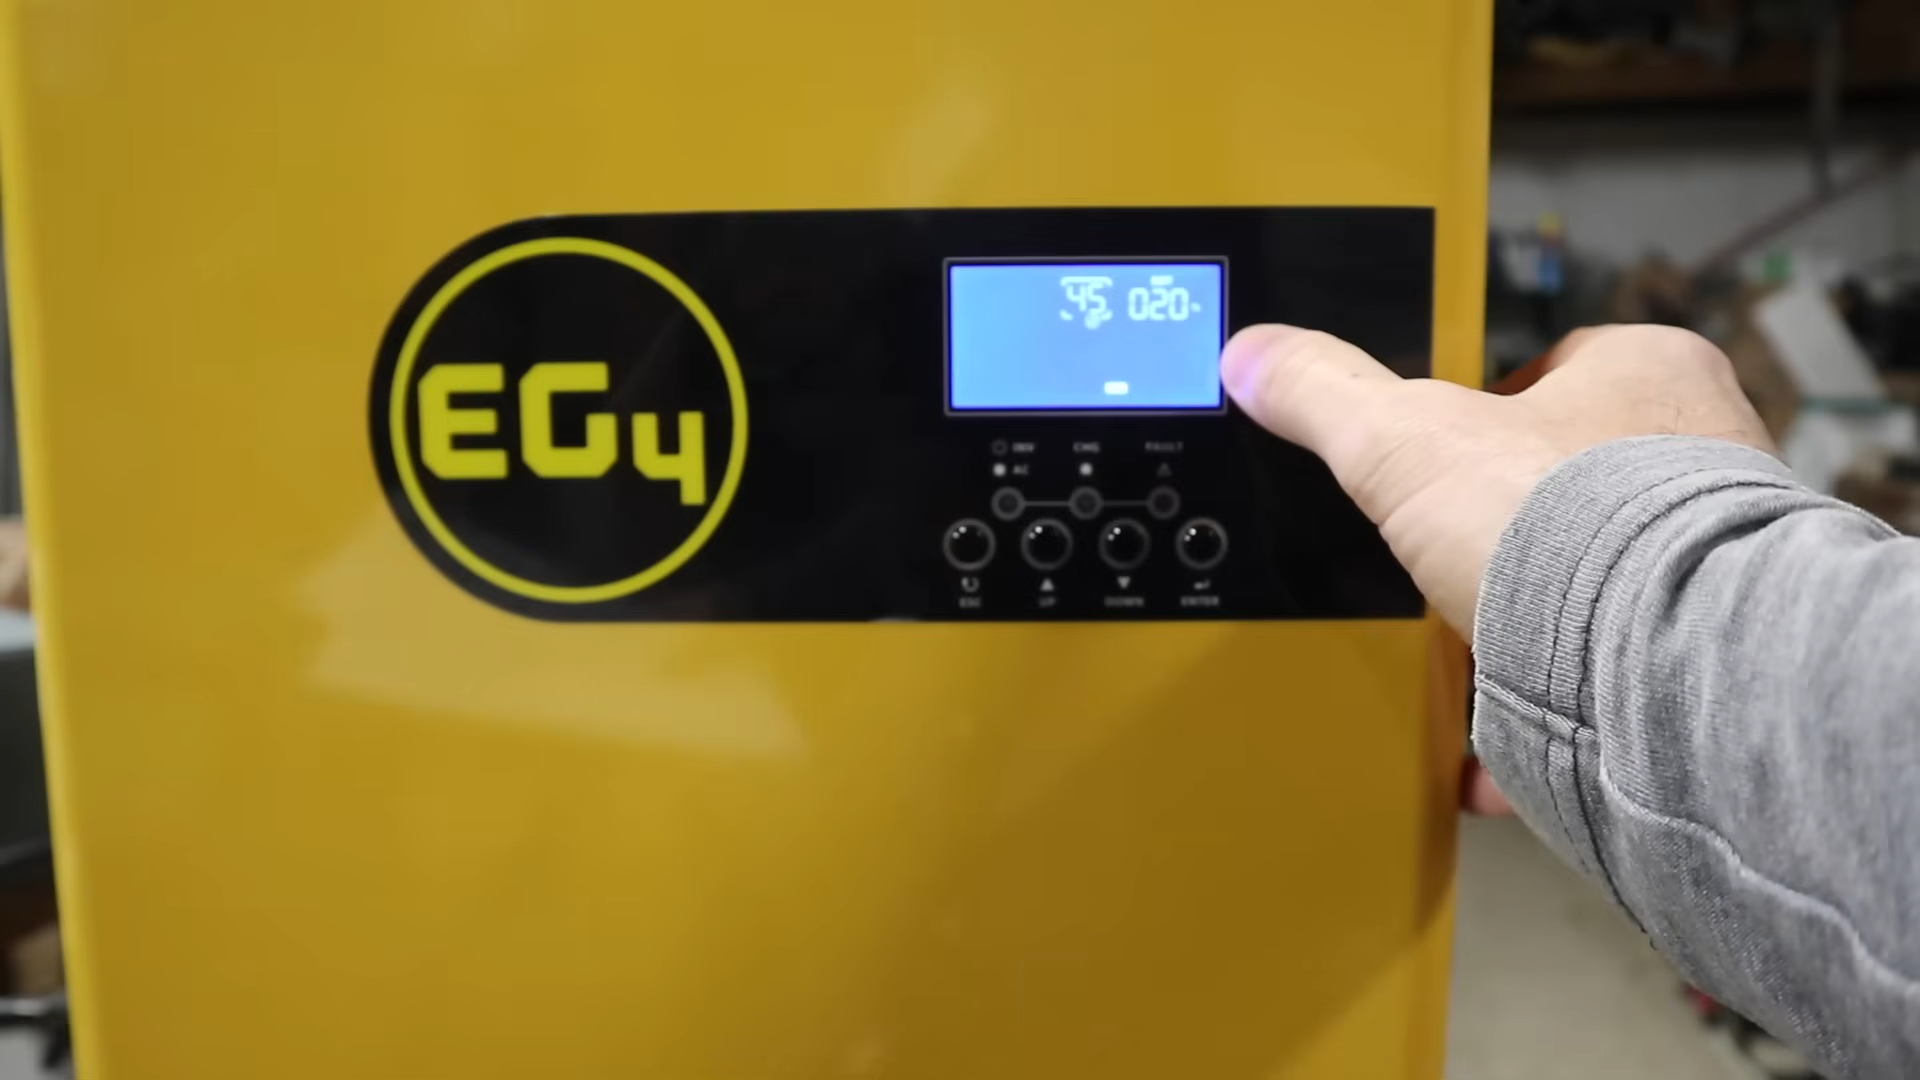 EG4
45 020
INV CHG FAULT
AC
ESC UP DOWN ENTER